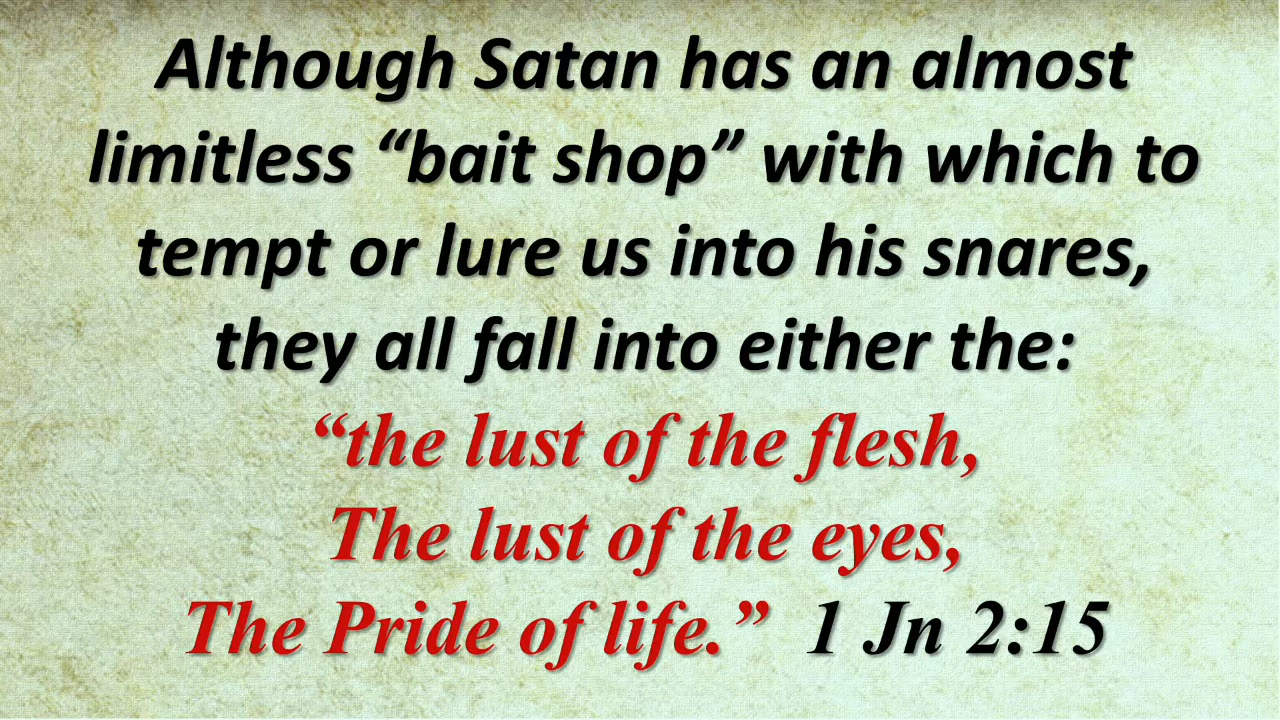 Although Satan has an almost
limitless “bait shop” with which to
tempt or lure us into his snares,
they all fall into either the:
“the lust of the flesh,
The lust of the eyes,
The Pride of life.” 1 Jn 2:15